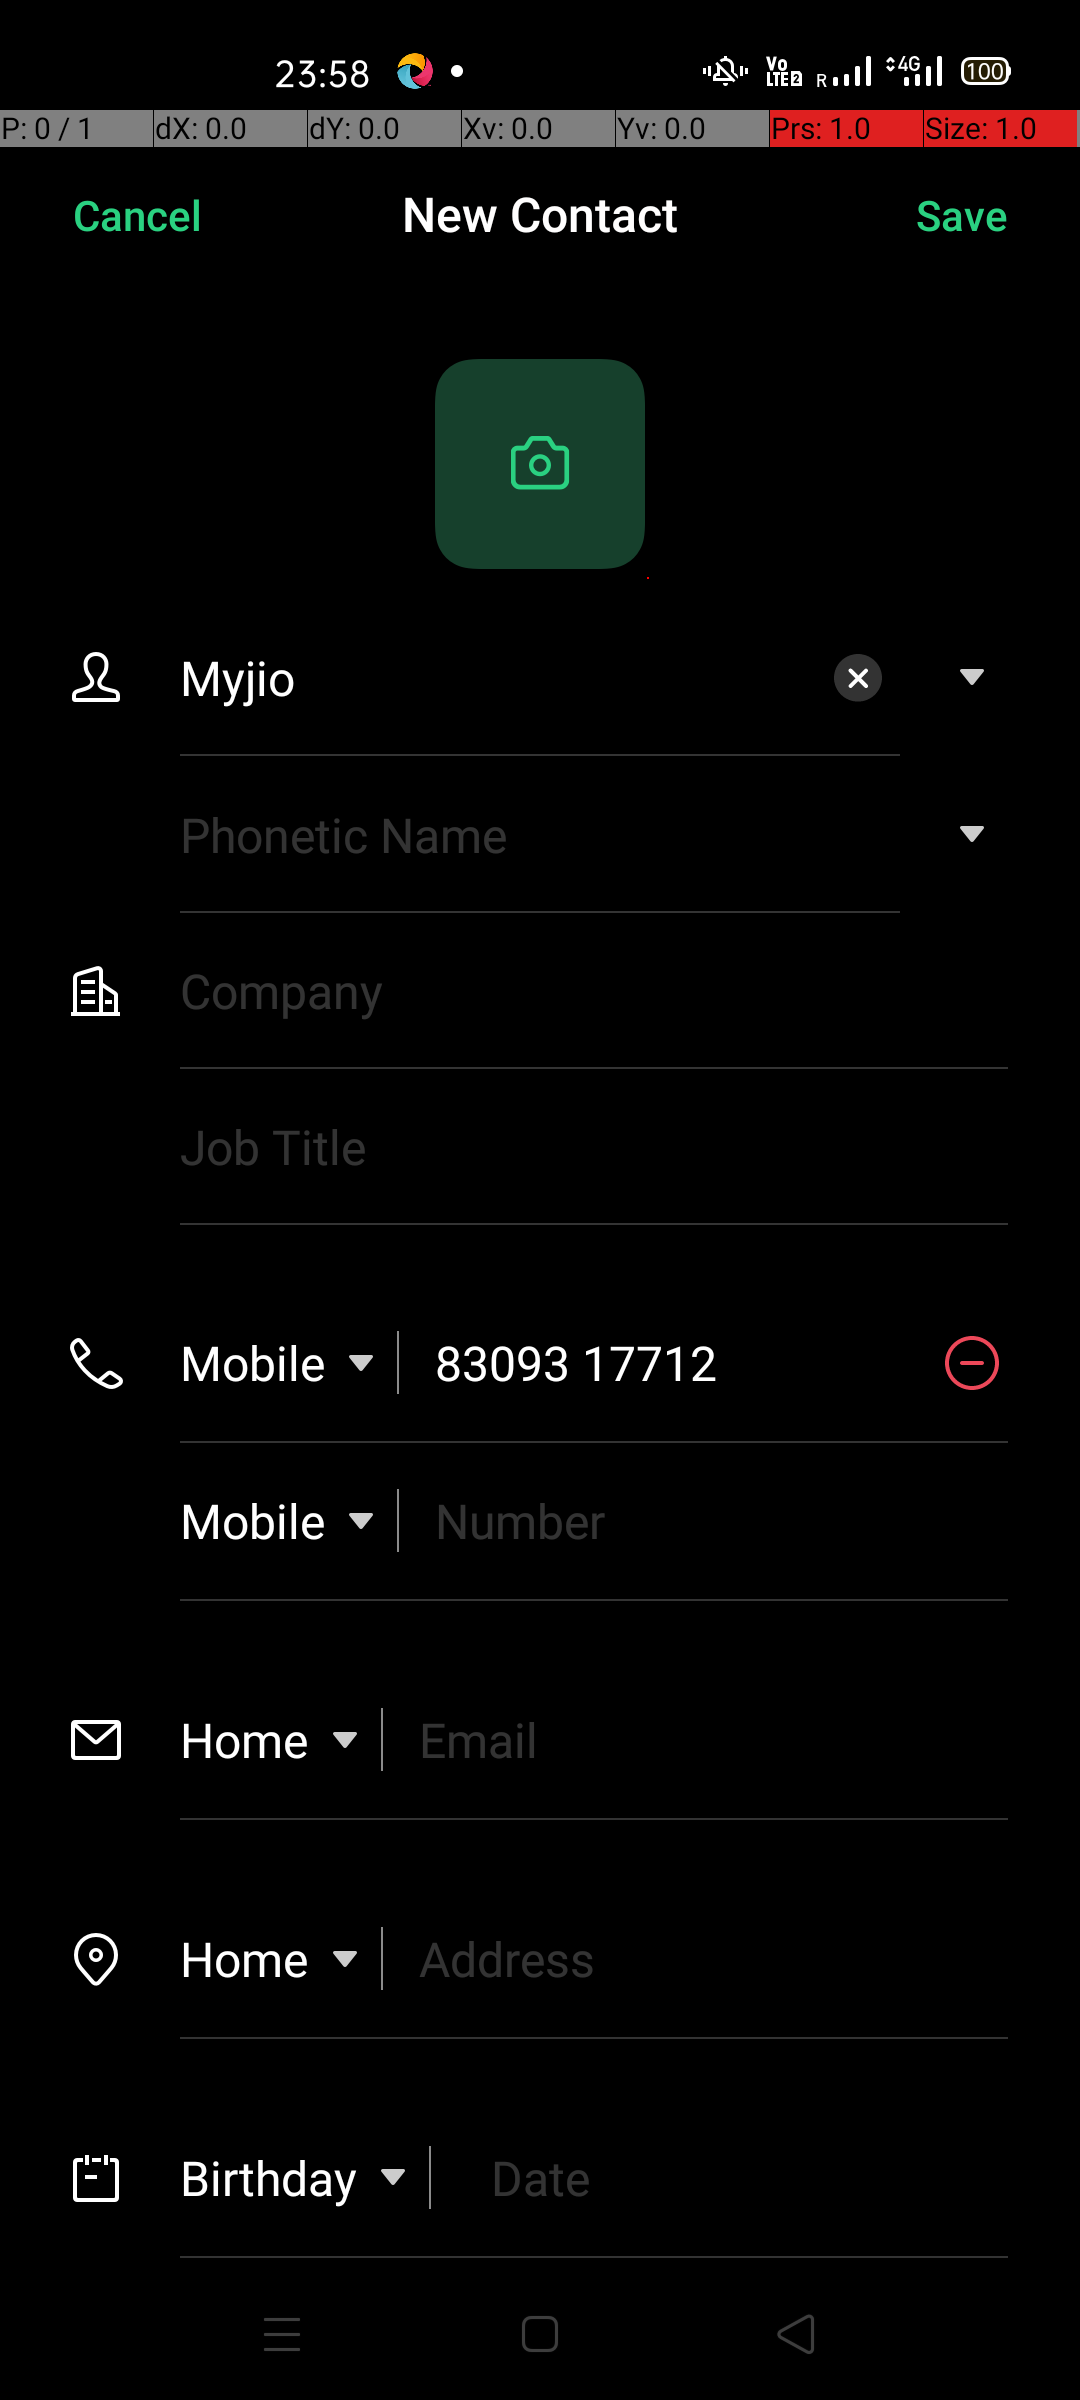 23:58 Vo LTE2 R 4G 100
P: 0 / 1 dX: 0.0 dY: 0.0 Xv: 0.0 Yv: 0.0 Prs: 1.0 Size: 1.0
Cancel New Contact Save
Myjio
Phonetic Name
Company
Job Title
Mobile 83093 17712
Mobile Number
Home Email
Home Address
Birthday Date